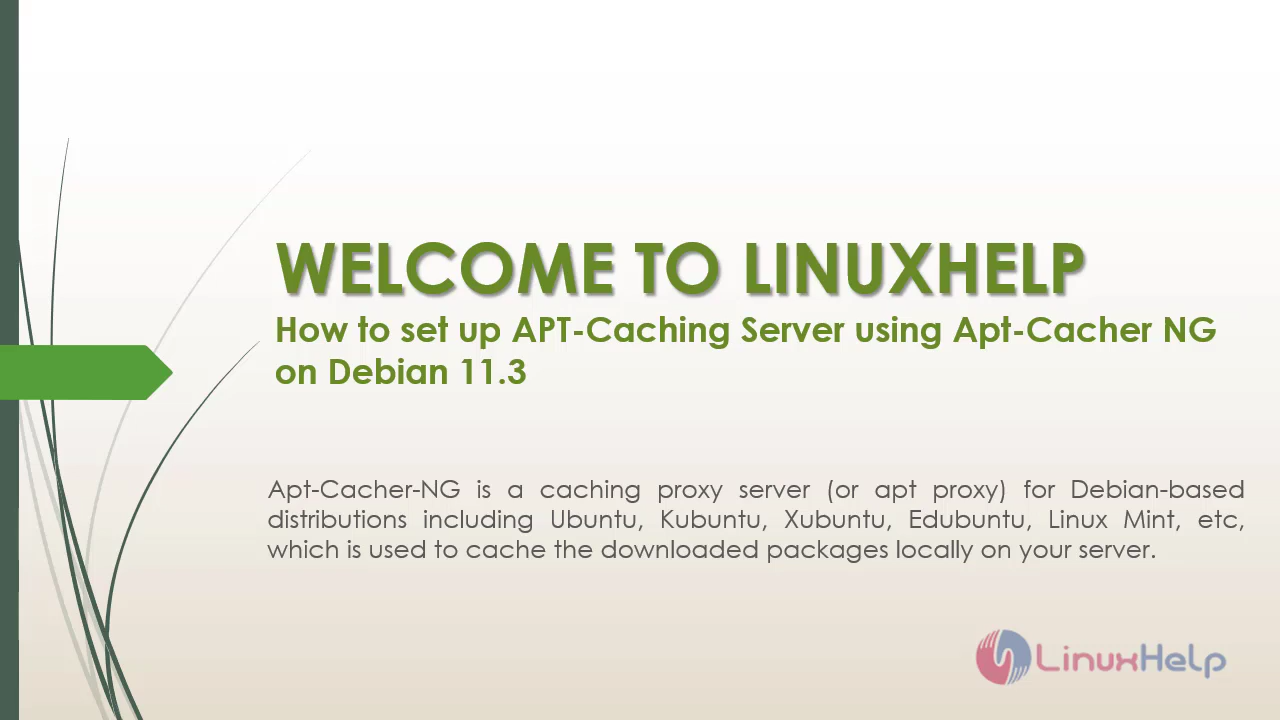 WELCOME TO LINUXHELP
How to set up APT-Caching Server using Apt-Cacher NG
on Debian 11.3
Apt-Cacher-NG is a caching proxy server (or apt proxy) for Debian-based
distributions including Ubuntu, Kubuntu, Xubuntu, Edubuntu, Linux Mint, etc,
which is used to cache the downloaded packages locally on your server.
LinuxHelp